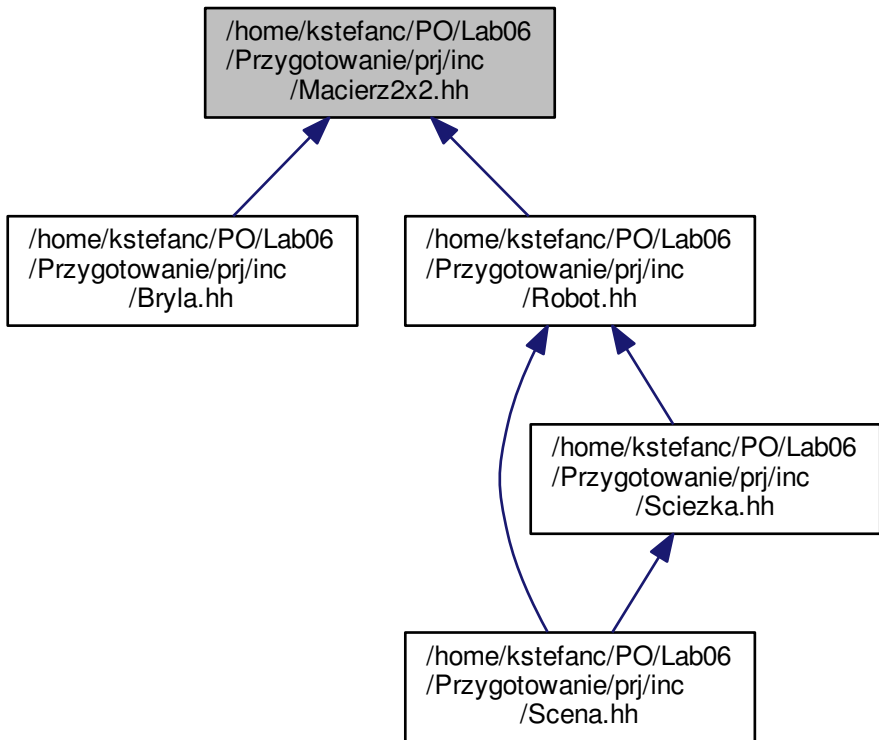 /home/kstefanc/PO/Lab06
/Przygotowanie/prj/inc
/Macierz2x2.hh
/home/kstefanc/PO/Lab06
/Przygotowanie/prj/inc
/Bryla.hh
/home/kstefanc/PO/Lab06
/Przygotowanie/prj/inc
/Robot.hh
/home/kstefanc/PO/Lab06
/Przygotowanie/prj/inc
/Sciezka.hh
/home/kstefanc/PO/Lab06
/Przygotowanie/prj/inc
/Scena.hh